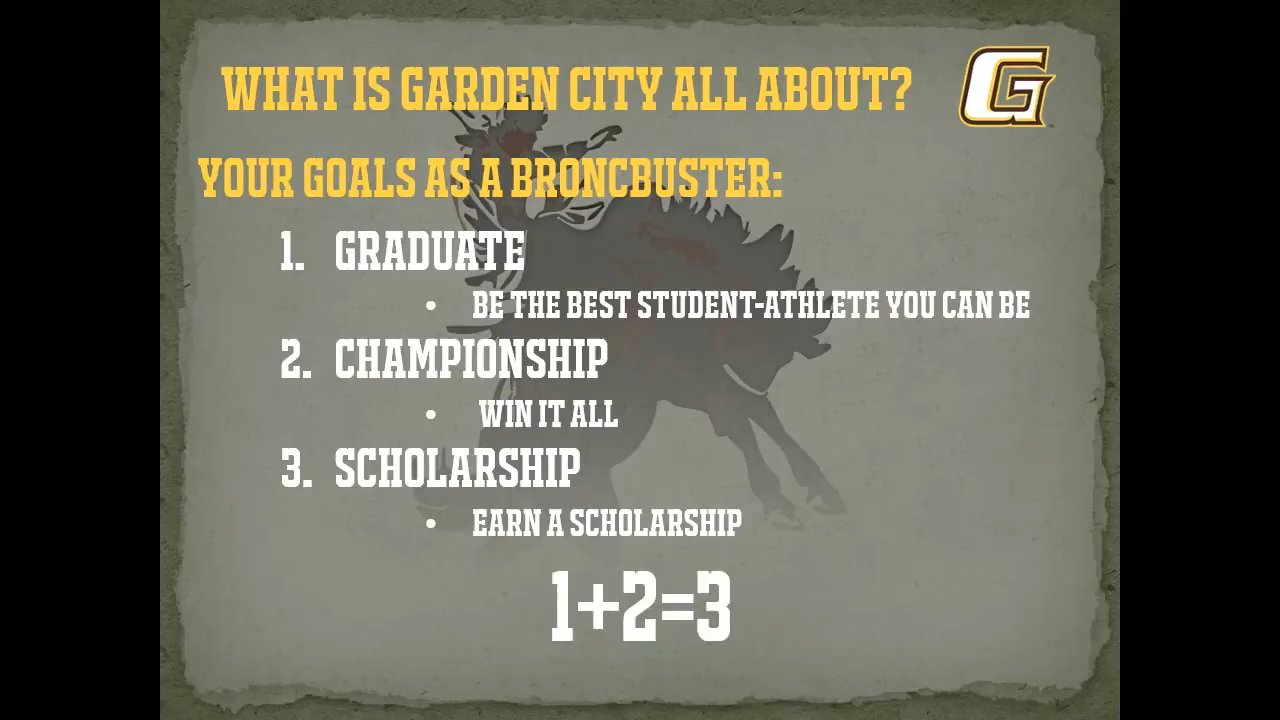 WHAT IS GARDEN CITY ALL ABOUT?
G
YOUR GOALS AS A BRONCBUSTER:
1. GRADUATE
• BE THE BEST STUDENT-ATHLETE YOU CAN BE
2. CHAMPIONSHIP
• WIN IT ALL
3. SCHOLARSHIP
• EARN A SCHOLARSHIP
1+2=3